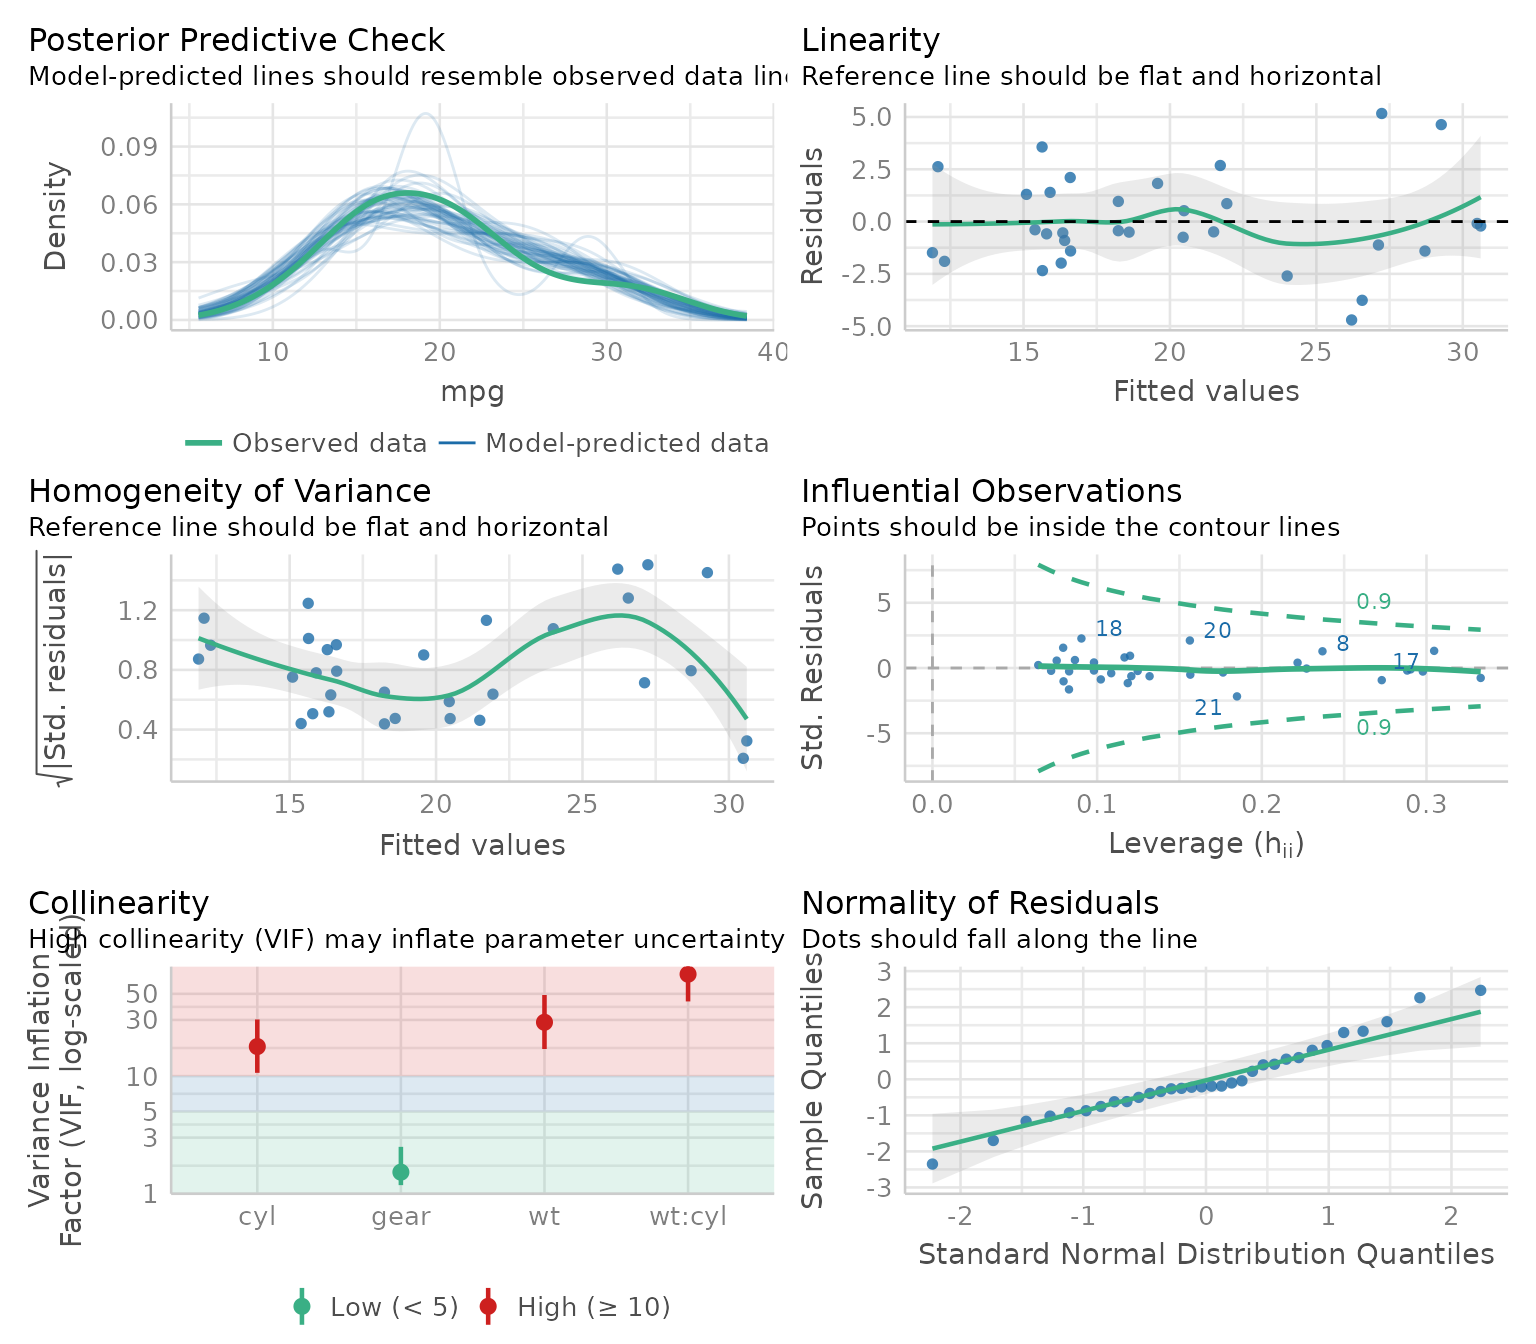 Posterior Predictive Check
Model-predicted lines should resemble observed data
Density
0.09
0.06
0.03
0.00
10 20 30 40
mpg
Observed data Model-predicted data
Linearity
Reference line should be flat and horizontal
Residuals
5.0
2.5
0.0
-2.5
-5.0
15 20 25 30
Fitted values
Homogeneity of Variance
Reference line should be flat and horizontal
√|Std. residuals|
1.2
0.8
0.4
15 20 25 30
Fitted values
Influential Observations
Points should be inside the contour lines
Std. Residuals
5
0
-5
0.9
18
20
8
17
21
0.9
0.0 0.1 0.2 0.3
Leverage (hii)
Collinearity
High collinearity (VIF) may inflate parameter uncertainty
Variance Inflation
Factor (VIF, log-scaled)
50
30
10
5
3
1
cyl gear wt wt:cyl
Low (< 5) High (≥ 10)
Normality of Residuals
Dots should fall along the line
Sample Quantiles
3
2
1
0
-1
-2
-3
-2 -1 0 1 2
Standard Normal Distribution Quantiles